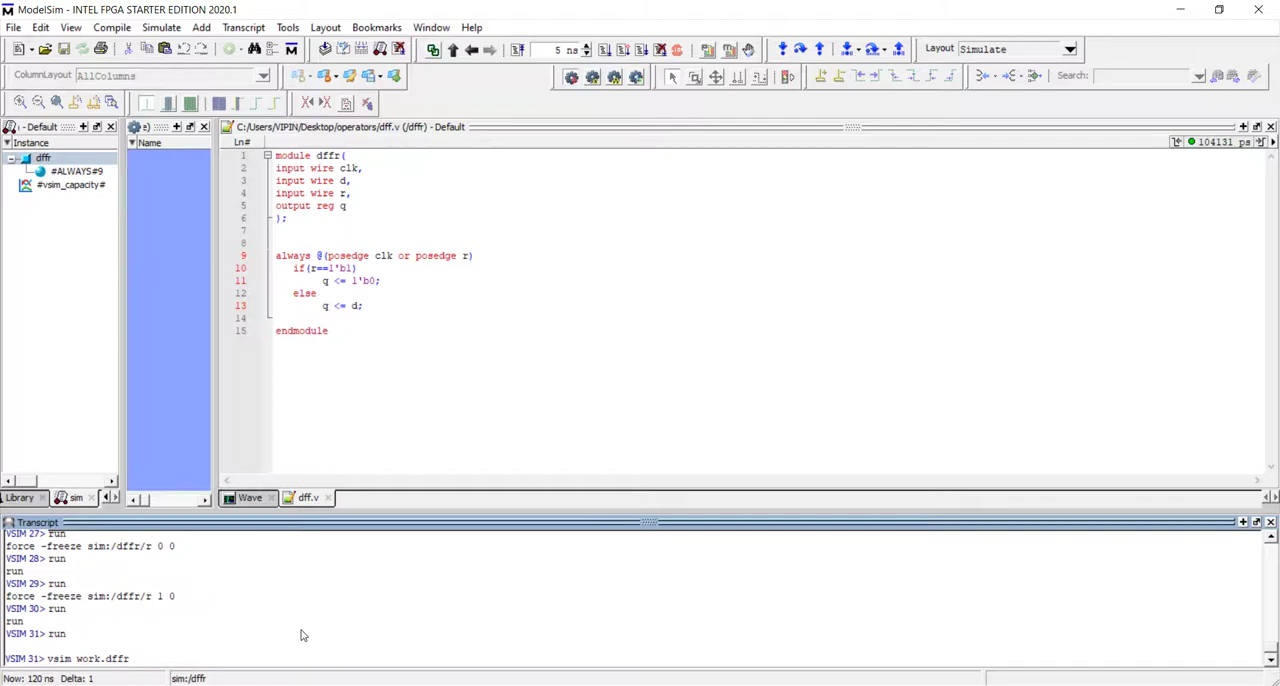 ModelSim - INTEL FPGA STARTER EDITION 2020.1
File Edit View Compile Simulate Add Transcript Tools Layout Bookmarks Window Help
5 ns
Layout Simulate
ColumnLayout AllColumns
Search:
- Default
C:/Users/VIPIN/Desktop/operators/dff.v (/dffr) - Default
Instance
Name
Ln#
104131 ps
dffr
#ALWAYS#9
#vsim_capacity#
1 module dffr(
2 input wire clk,
3 input wire d,
4 input wire r,
5 output reg q
6 );
7
8
9 always @(posedge clk or posedge r)
10 if(r==1'b1)
11 q <= 1'b0;
12 else
13 q <= d;
14
15 endmodule
Library sim
Wave dff.v
Transcript
VSIM 27> run
force -freeze sim:/dffr/r 0 0
VSIM 28> run
run
VSIM 29> run
force -freeze sim:/dffr/r 1 0
VSIM 30> run
run
VSIM 31> run
VSIM 31> vsim work.dffr
Now: 120 ns Delta: 1
sim:/dffr